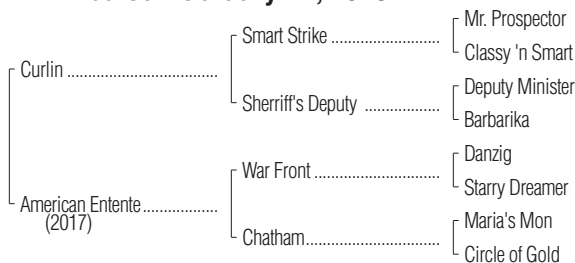 Mr. Prospector
Smart Strike ........................
Classy 'n Smart
Curlin ................................
Deputy Minister
Sherriff's Deputy ................
Barbarika
Danzig
War Front ...........................
Starry Dreamer
American Entente ................
(2017)
Maria's Mon
Chatham.............................
Circle of Gold